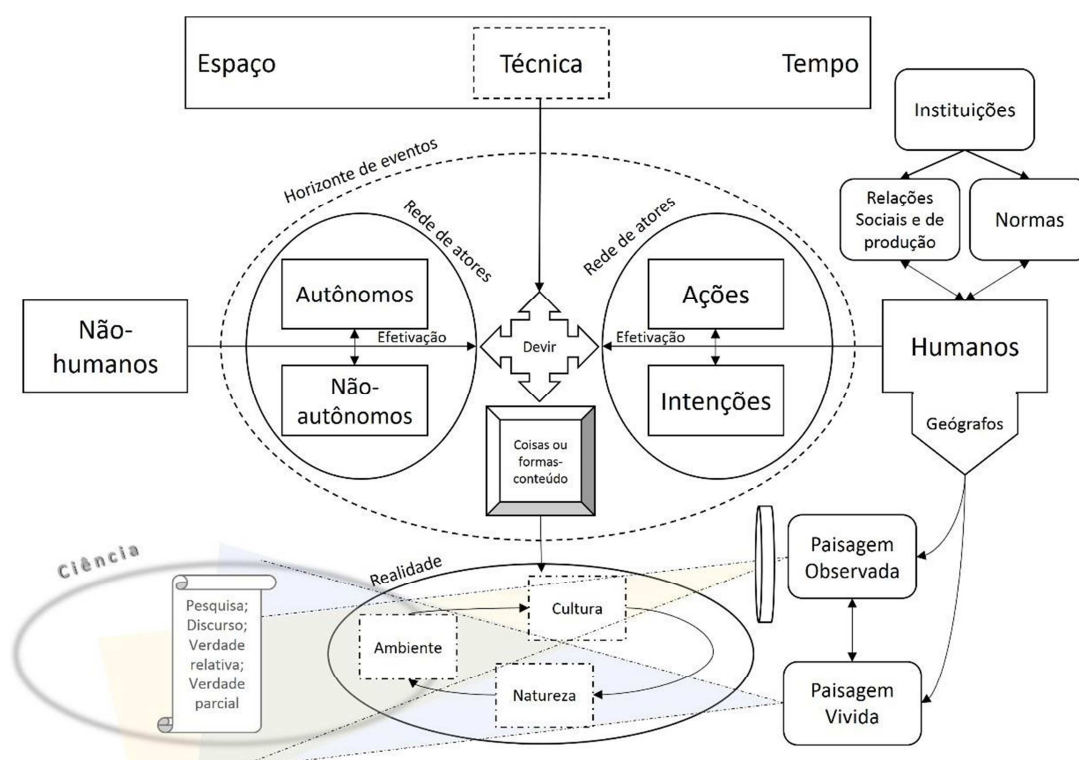 Espaço
Técnica
Tempo
Instituições
Relações
Sociais e de
produção
Normas
Horizonte de eventos
Rede de atores
Rede de atores
Autônomos
Ações
Não-
humanos
Efetivação
Devir
Efetivação
Humanos
Não-
autônomos
Intenções
Geógrafos
Coisas ou
formas-
conteúdo
Ciência
Realidade
Paisagem
Observada
Pesquisa;
Discurso;
Verdade
relativa;
Verdade
parcial
Cultura
Ambiente
Natureza
Paisagem
Vivida